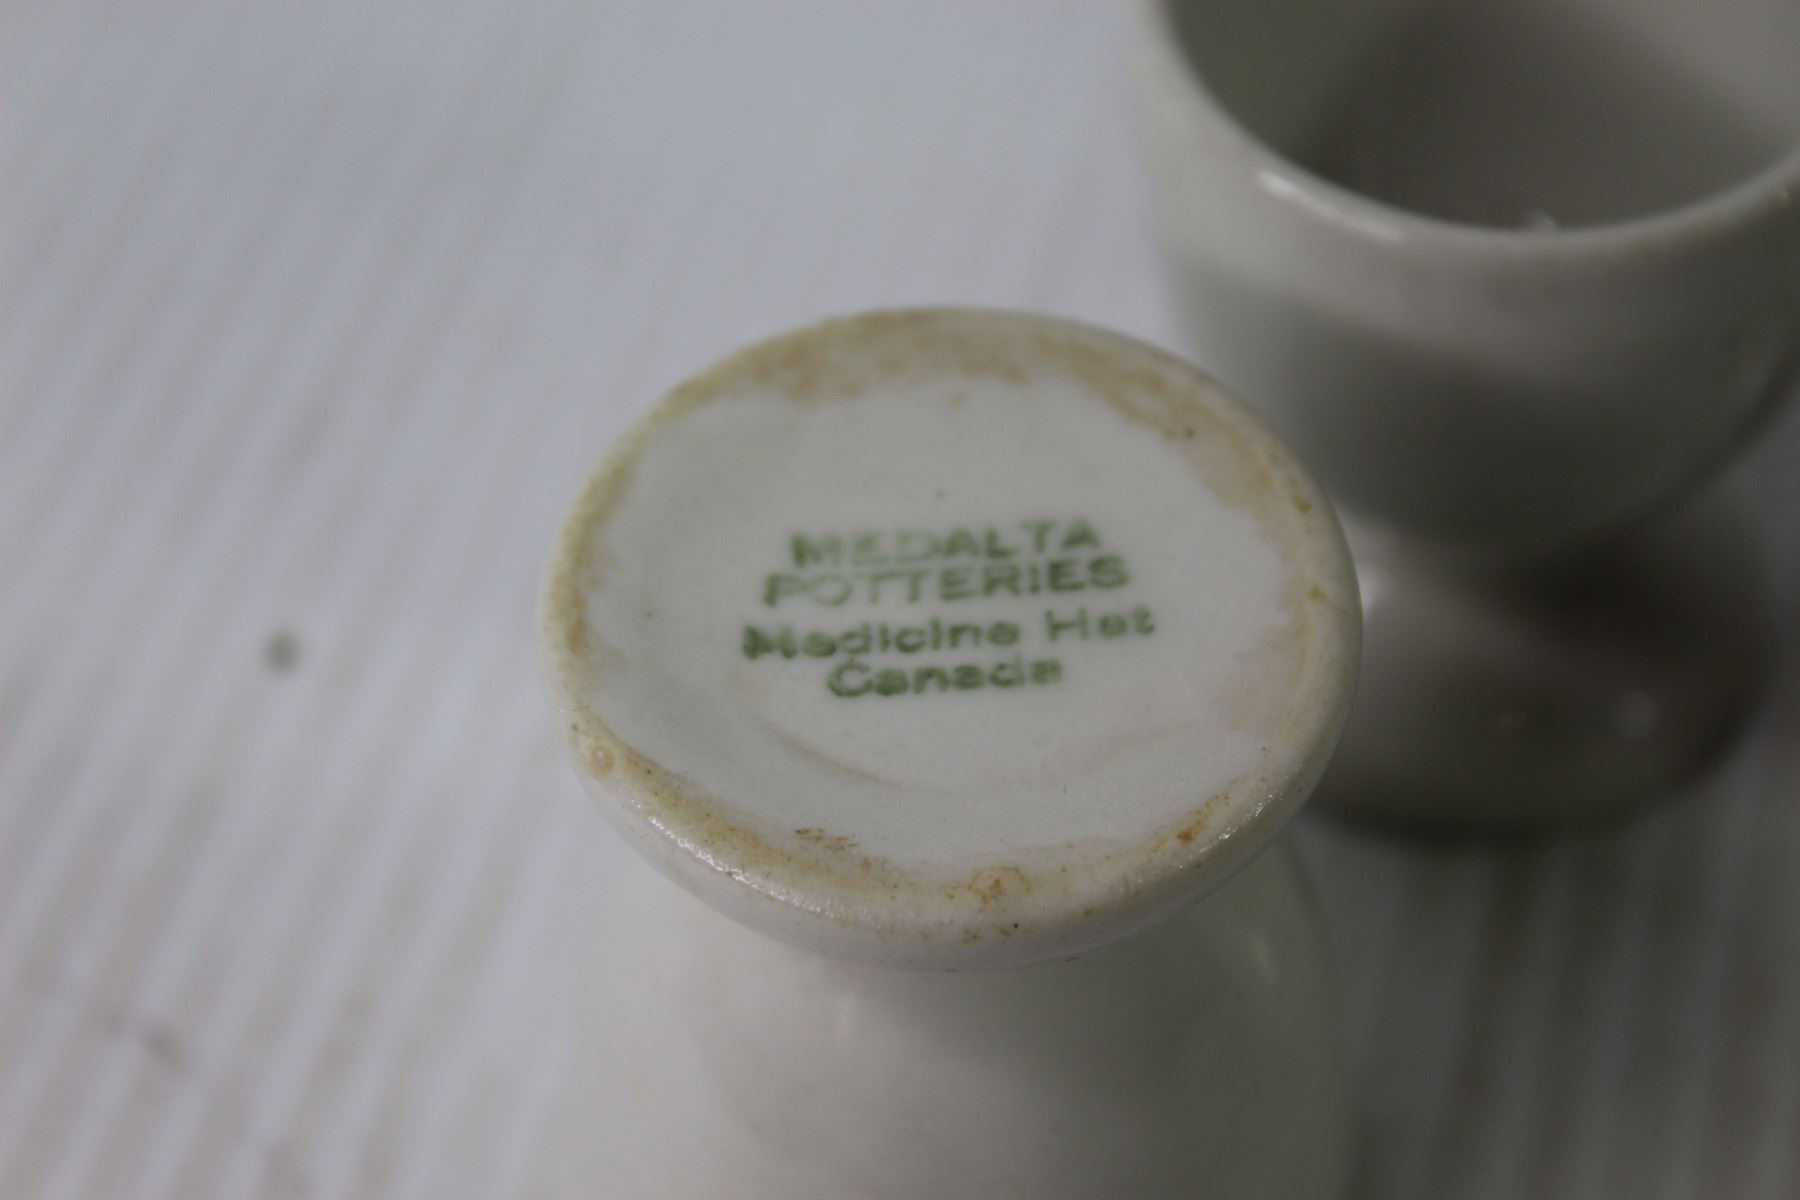 MEDALTA
POTTERIES
Medicine Hat
Canada